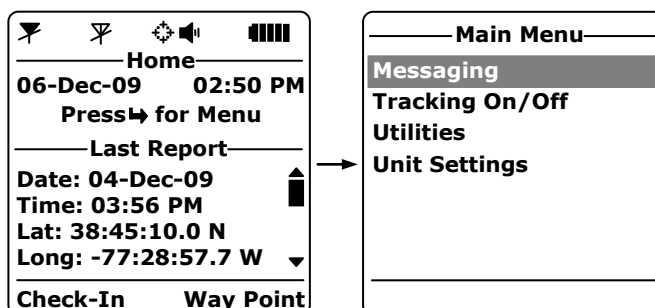 Home
06-Dec-09 02:50 PM
Press↳ for Menu
Last Report
Date: 04-Dec-09
Time: 03:56 PM
Lat: 38:45:10.0 N
Long: -77:28:57.7 W
Check-In Way Point
Main Menu
Messaging
Tracking On/Off
Utilities
Unit Settings